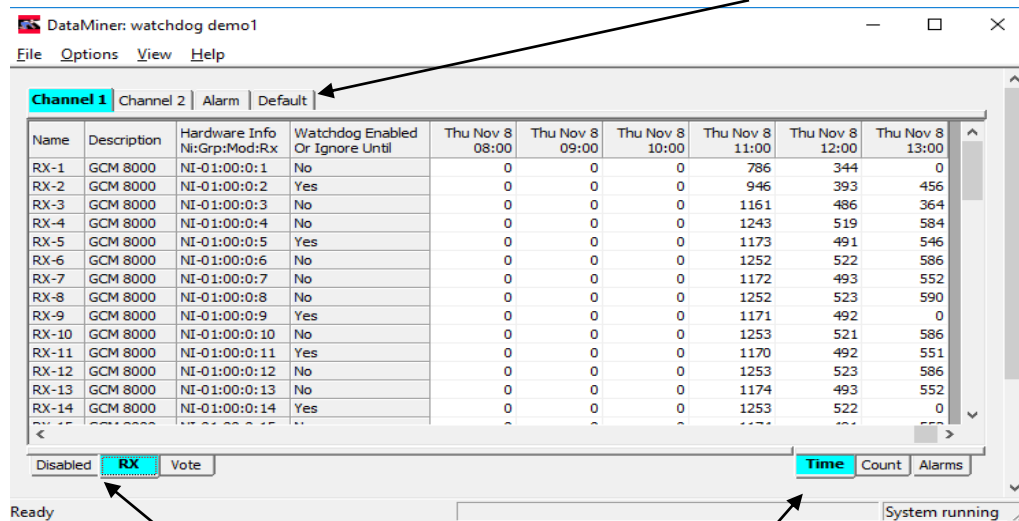 DataMiner: watchdog demo1
File Options View Help
Channel 1 Channel 2 Alarm Default
Name Description Hardware Info Ni:Grp:Mod:Rx Watchdog Enabled Or Ignore Until Thu Nov 8 08:00 Thu Nov 8 09:00 Thu Nov 8 10:00 Thu Nov 8 11:00 Thu Nov 8 12:00 Thu Nov 8 13:00
RX-1 GCM 8000 NI-01:00:0:1 No 0 0 0 786 344 0
RX-2 GCM 8000 NI-01:00:0:2 Yes 0 0 0 946 393 456
RX-3 GCM 8000 NI-01:00:0:3 No 0 0 0 1161 486 364
RX-4 GCM 8000 NI-01:00:0:4 No 0 0 0 1243 519 584
RX-5 GCM 8000 NI-01:00:0:5 Yes 0 0 0 1173 491 546
RX-6 GCM 8000 NI-01:00:0:6 No 0 0 0 1252 522 586
RX-7 GCM 8000 NI-01:00:0:7 No 0 0 0 1172 493 552
RX-8 GCM 8000 NI-01:00:0:8 No 0 0 0 1252 523 590
RX-9 GCM 8000 NI-01:00:0:9 Yes 0 0 0 1171 492 0
RX-10 GCM 8000 NI-01:00:0:10 No 0 0 0 1253 521 586
RX-11 GCM 8000 NI-01:00:0:11 Yes 0 0 0 1170 492 551
RX-12 GCM 8000 NI-01:00:0:12 No 0 0 0 1253 523 586
RX-13 GCM 8000 NI-01:00:0:13 No 0 0 0 1174 493 552
RX-14 GCM 8000 NI-01:00:0:14 Yes 0 0 0 1253 522 0
Disabled RX Vote Time Count Alarms
Ready System running